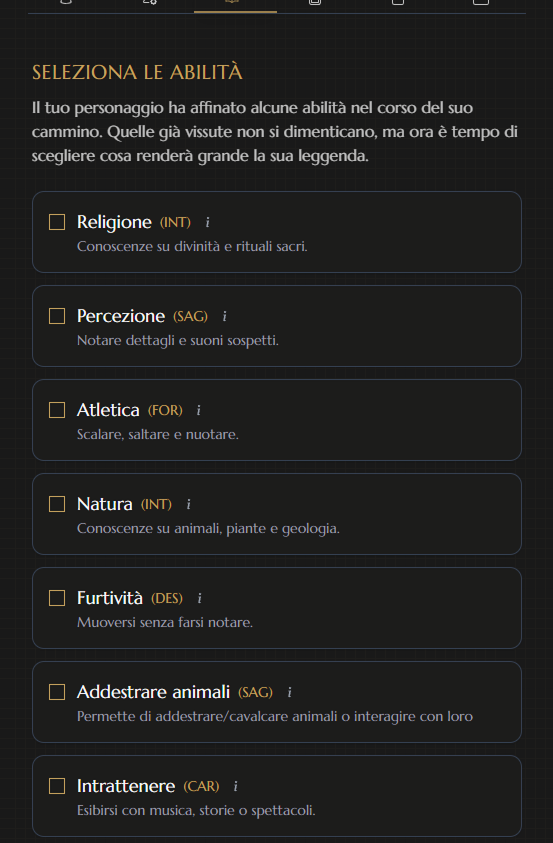 SELEZIONA LE ABILITÀ
Il tuo personaggio ha affinato alcune abilità nel corso del suo
cammino. Quelle già vissute non si dimenticano, ma ora è tempo di
scegliere cosa renderà grande la sua leggenda.
Religione (INT) i
Conoscenze su divinità e rituali sacri.
Percezione (SAG) i
Notare dettagli e suoni sospetti.
Atletica (FOR) i
Scalare, saltare e nuotare.
Natura (INT) i
Conoscenze su animali, piante e geologia.
Furtività (DES) i
Muoversi senza farsi notare.
Addestrare animali (SAG) i
Permette di addestrare/cavalcare animali o interagire con loro
Intrattenere (CAR) i
Esibirsi con musica, storie o spettacoli.